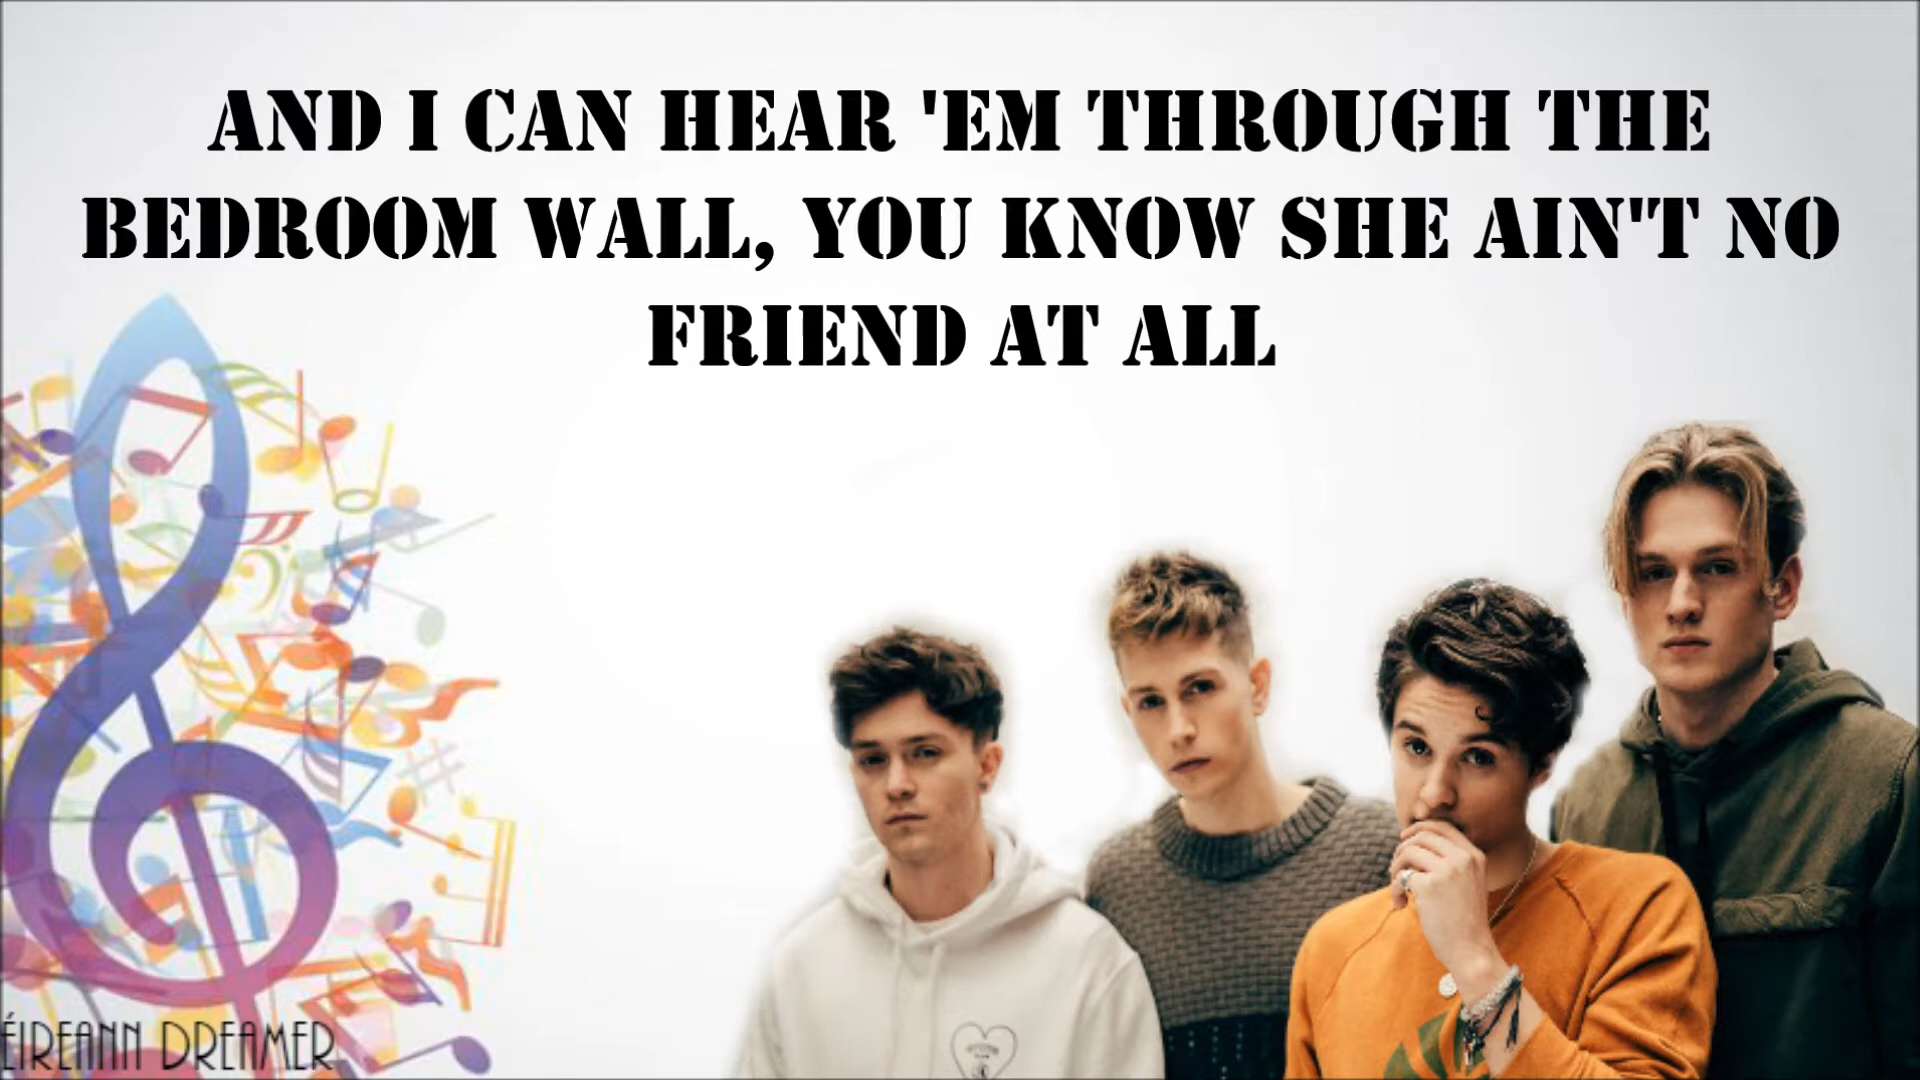 AND I CAN HEAR 'EM THROUGH THE
BEDROOM WALL, YOU KNOW SHE AIN'T NO
FRIEND AT ALL
ÉIREANN DREAMER